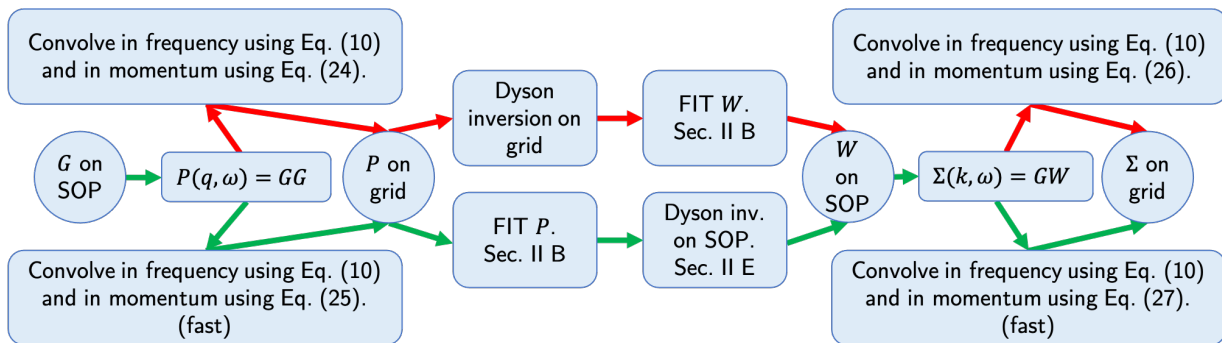 Convolve in frequency using Eq. (10)
and in momentum using Eq. (24).
G on
SOP
P(q, ω) = GG
Convolve in frequency using Eq. (10)
and in momentum using Eq. (25).
(fast)
P on
grid
Dyson
inversion on
grid
FIT W.
Sec. II B
FIT P.
Sec. II B
Dyson inv.
on SOP.
Sec. II E
W
on
SOP
Σ(k, ω) = GW
Convolve in frequency using Eq. (10)
and in momentum using Eq. (26).
Convolve in frequency using Eq. (10)
and in momentum using Eq. (27).
(fast)
Σ on
grid